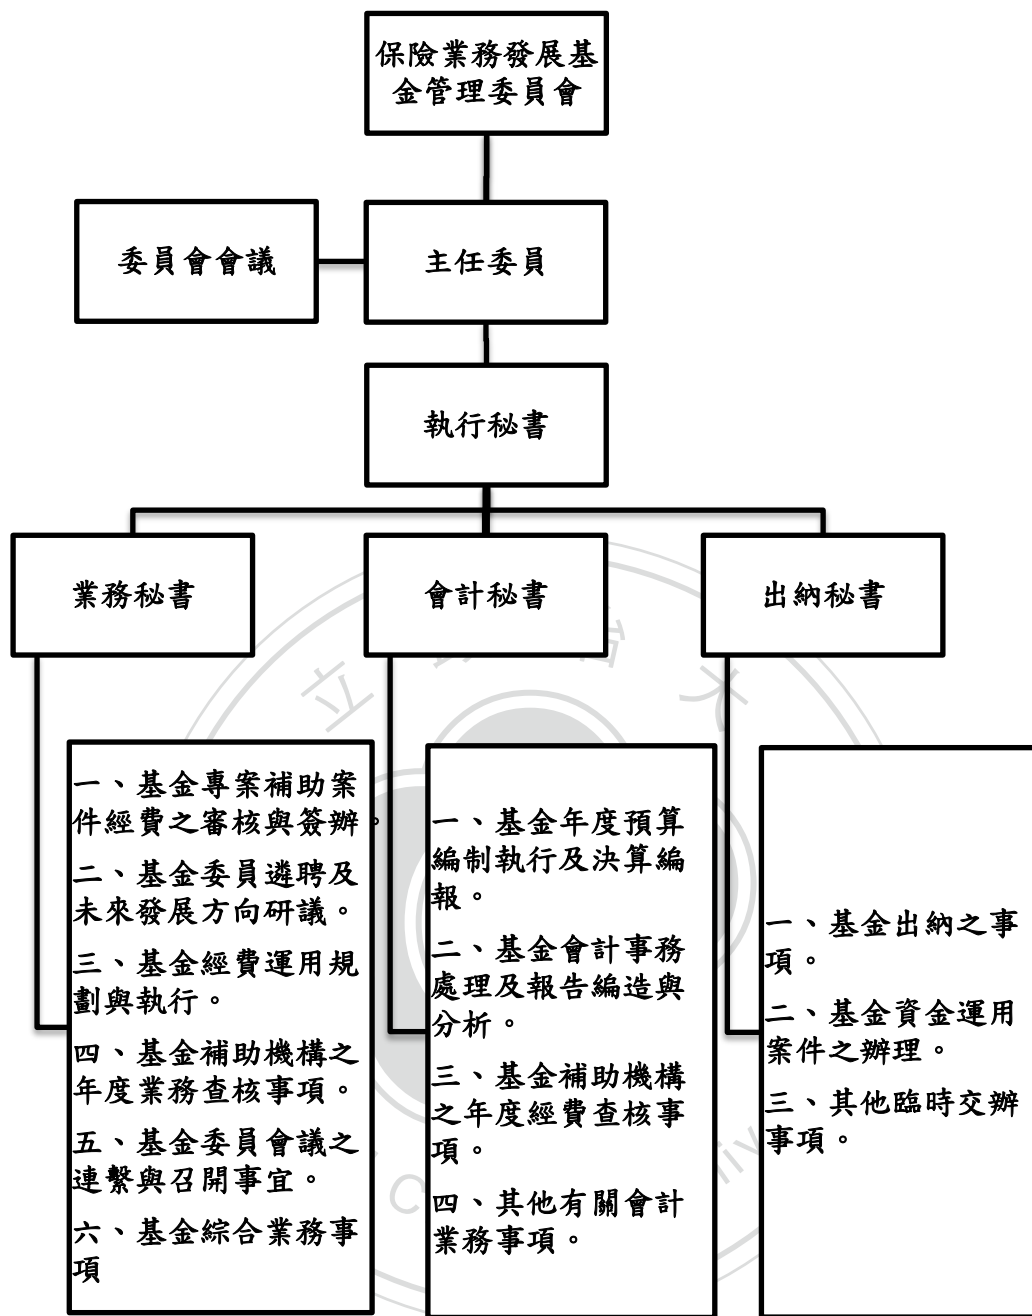 保險業務發展基
金管理委員會
委員會會議
主任委員
執行秘書
業務秘書
會計秘書
出納秘書
一、基金專案補助案
件經費之審核與簽辦。
二、基金委員遴聘及
未來發展方向研議。
三、基金經費運用規
劃與執行。
四、基金補助機構之
年度業務查核事項。
五、基金委員會議之
連繫與召開事宜。
六、基金綜合業務事
項
一、基金年度預算
編制執行及決算編
報。
二、基金會計事務
處理及報告編造與
分析。
三、基金補助機構
之年度經費查核事
項。
四、其他有關會計
業務事項。
一、基金出納之事
項。
二、基金資金運用
案件之辦理。
三、其他臨時交辦
事項。
立
治
大